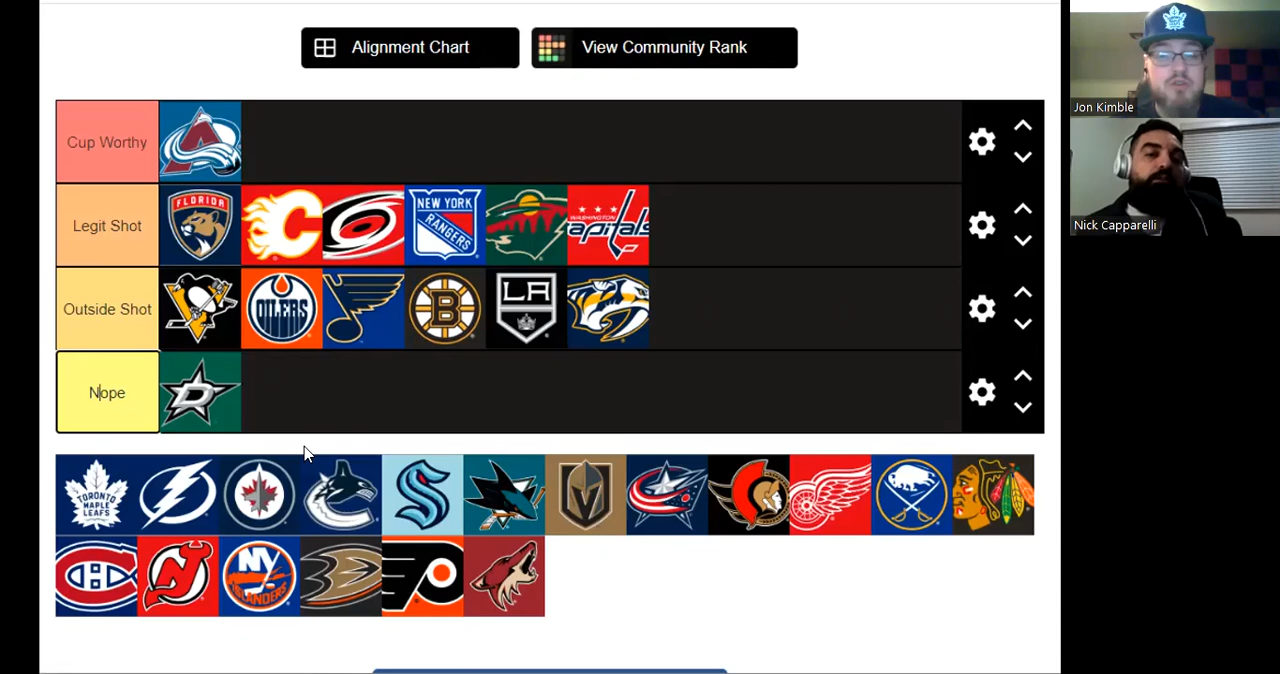 Alignment Chart
View Community Rank
Cup Worthy
Legit Shot
FLORIDA
C
NEW YORK
RANGERS
WASHINGTON
capitals
Outside Shot
OILERS
B
LA
Nope
D
TORONTO
MAPLE
LEAFS
NY
ISLANDERS
Jon Kimble
Nick Capparelli